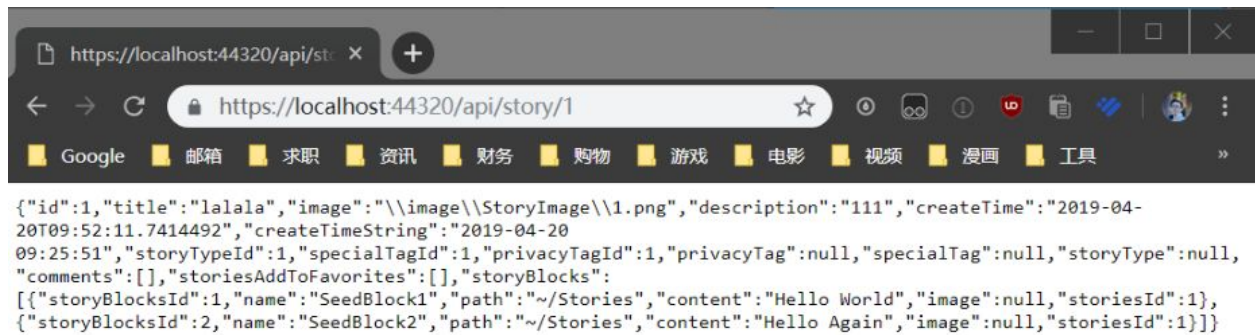 https://localhost:44320/api/sto
https://localhost:44320/api/story/1
Google 邮箱 求职 资讯 财务 购物 游戏 电影 视频 漫画 工具 »
{"id":1,"title":"lalala","image":"\\image\\StoryImage\\1.png","description":"111","createTime":"2019-04-
20T09:52:11.7414492","createTimeString":"2019-04-20
09:25:51","storyTypeId":1,"specialTagId":1,"privacyTagId":1,"privacyTag":null,"specialTag":null,"storyType":null,
"comments":[],"storiesAddToFavorites":[],"storyBlocks":
[{"storyBlocksId":1,"name":"SeedBlock1","path":"~/Stories","content":"Hello World","image":null,"storiesId":1},
{"storyBlocksId":2,"name":"SeedBlock2","path":"~/Stories","content":"Hello Again","image":null,"storiesId":1}]}